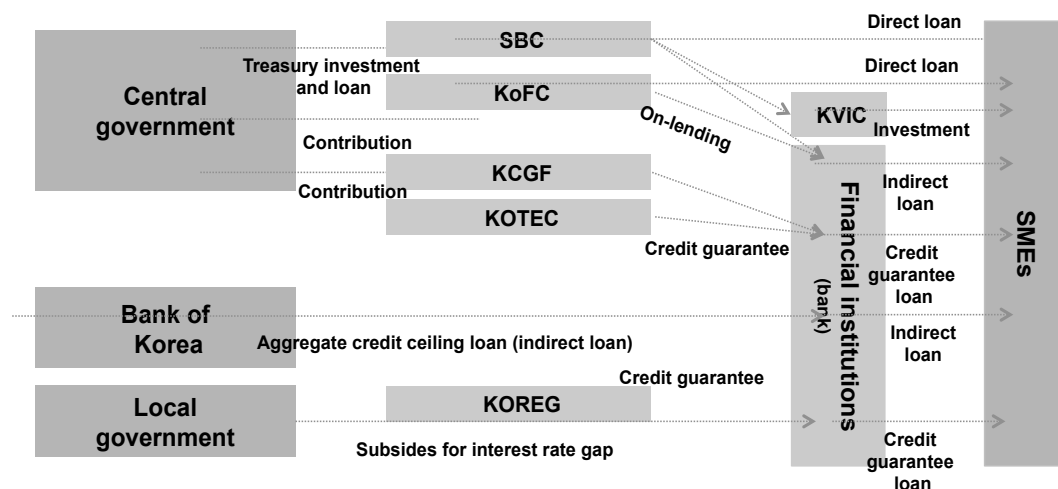 Direct loan
SBC
Treasury investment
and loan
Direct loan
Central
government
KoFC
KVIC
On-lending
Investment
Contribution
KCGF
Contribution
Indirect
loan
KOTEC
Credit guarantee
Financial institutions
(bank)
SMEs
Credit
guarantee
loan
Bank of
Korea
Aggregate credit ceiling loan (indirect loan)
Indirect
loan
Credit guarantee
KOREG
Local
government
Subsides for interest rate gap
Credit
guarantee
loan